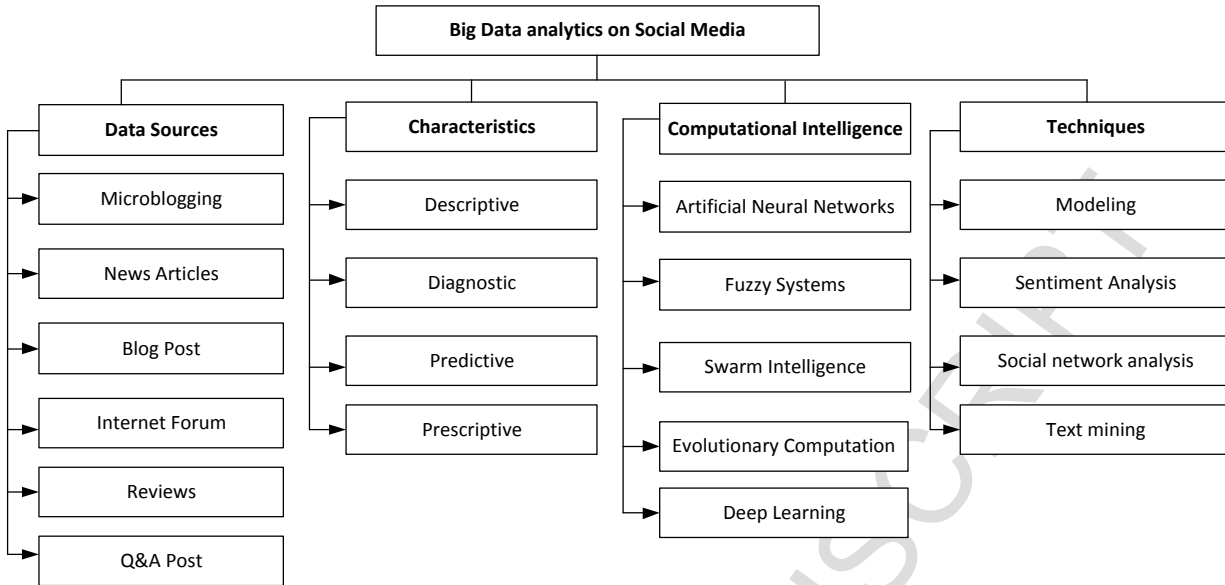 Big Data analytics on Social Media
Data Sources
Microblogging
News Articles
Blog Post
Internet Forum
Reviews
Q&A Post
Characteristics
Descriptive
Diagnostic
Predictive
Prescriptive
Computational Intelligence
Artificial Neural Networks
Fuzzy Systems
Swarm Intelligence
Evolutionary Computation
Deep Learning
Techniques
Modeling
Sentiment Analysis
Social network analysis
Text mining